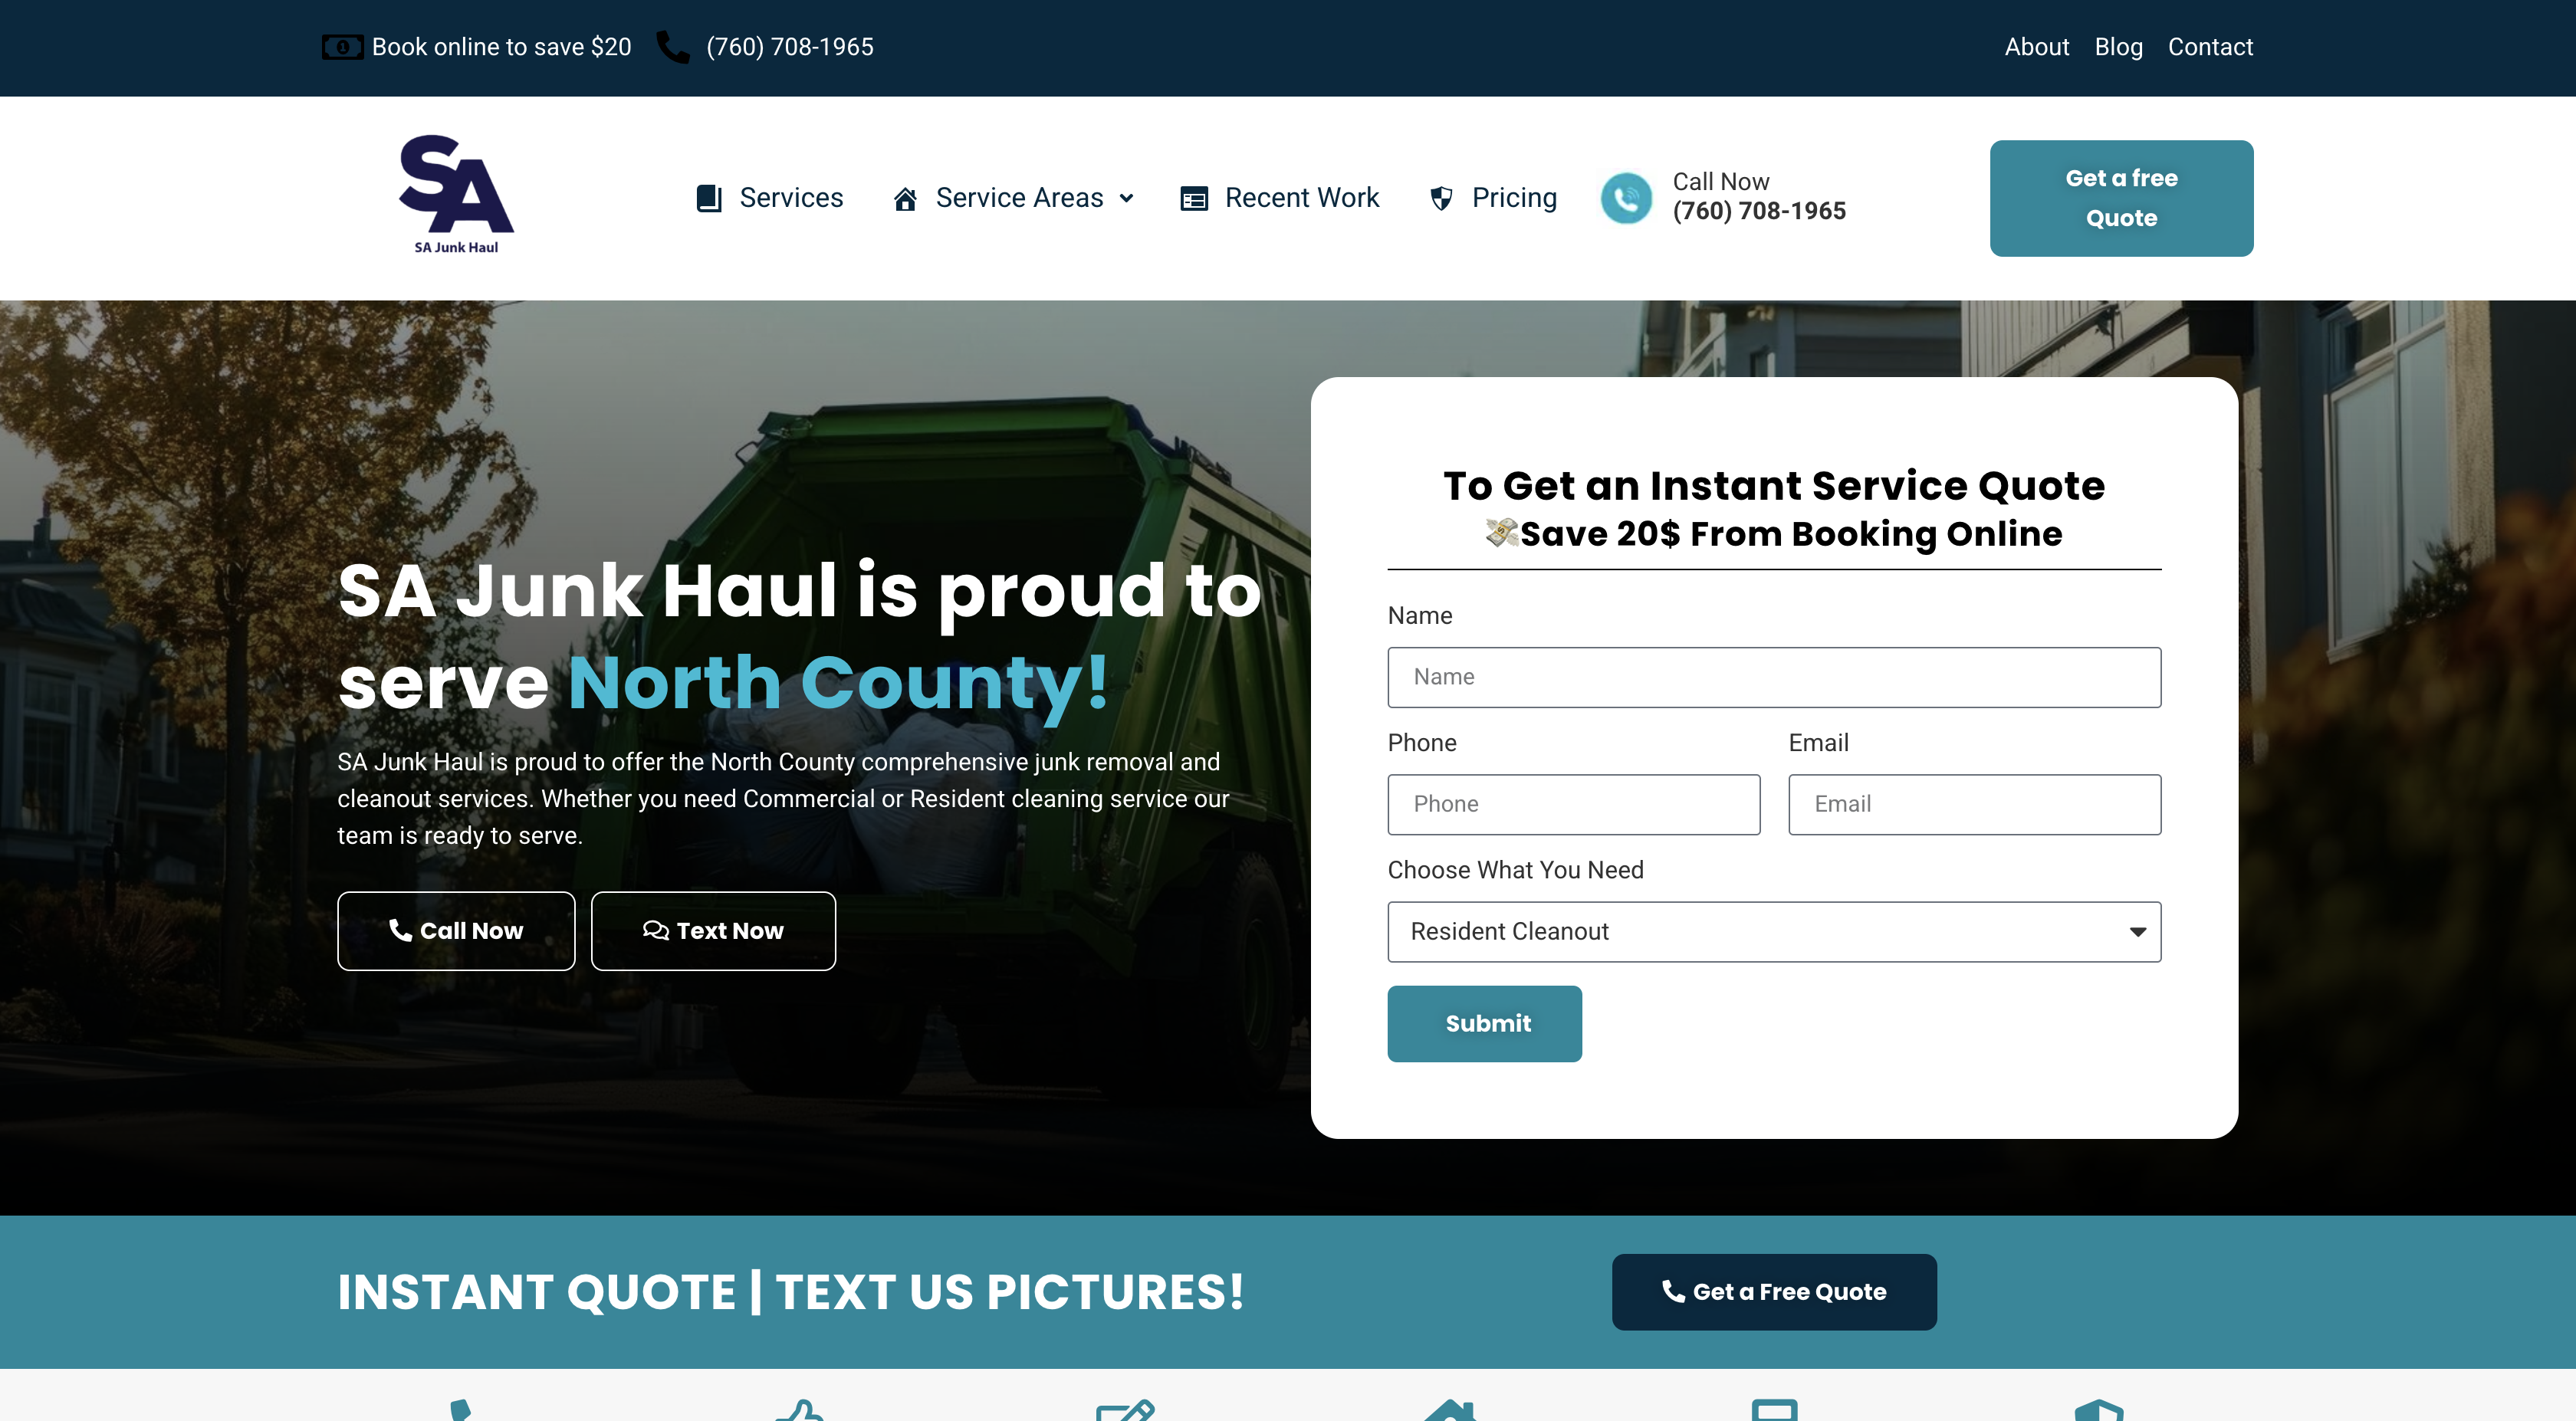 Book online to save $20
(760) 708-1965
About
Blog
Contact
SA
SA Junk Haul
Services
Service Areas
Recent Work
Pricing
Call Now
(760) 708-1965
Get a free
Quote
SA Junk Haul is proud to
serve North County!
SA Junk Haul is proud to offer the North County comprehensive junk removal and
cleanout services. Whether you need Commercial or Resident cleaning service our
team is ready to serve.
Call Now
Text Now
To Get an Instant Service Quote
💸Save 20$ From Booking Online
Name
Name
Phone
Email
Phone
Email
Choose What You Need
Resident Cleanout
Submit
INSTANT QUOTE | TEXT US PICTURES!
Get a Free Quote